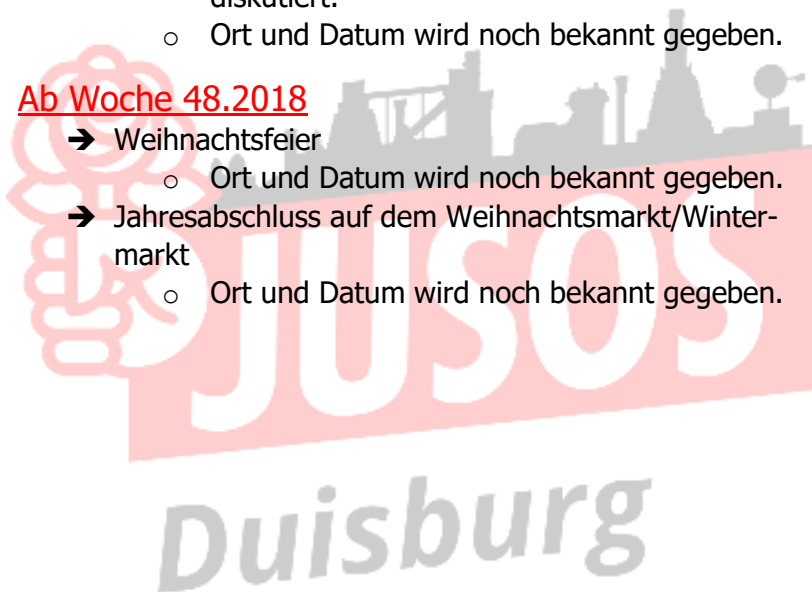 diskutiert.
o Ort und Datum wird noch bekannt gegeben.
Ab Woche 48.2018
➔ Weihnachtsfeier
o Ort und Datum wird noch bekannt gegeben.
➔ Jahresabschluss auf dem Weihnachtsmarkt/Winter-
markt
o Ort und Datum wird noch bekannt gegeben.
JUSOS
Duisburg